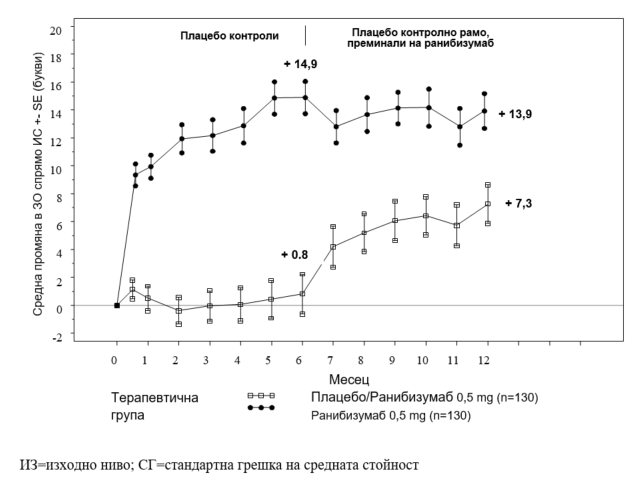 Плацебо контроли
Плацебо контролно рамо,
преминали на ранибизумаб
Средна промяна в ЗО спрямо ИС +- SE (букви)
20
18
16
14
12
10
8
6
4
2
0
-2
+ 14,9
+ 13,9
+ 7,3
+ 0.8
0 1 2 3 4 5 6 7 8 9 10 11 12
Месец
Терапевтична
група
Плацебо/Ранибизумаб 0,5 mg (n=130)
Ранибизумаб 0,5 mg (n=130)
ИЗ=изходно ниво; СГ=стандартна грешка на средната стойност